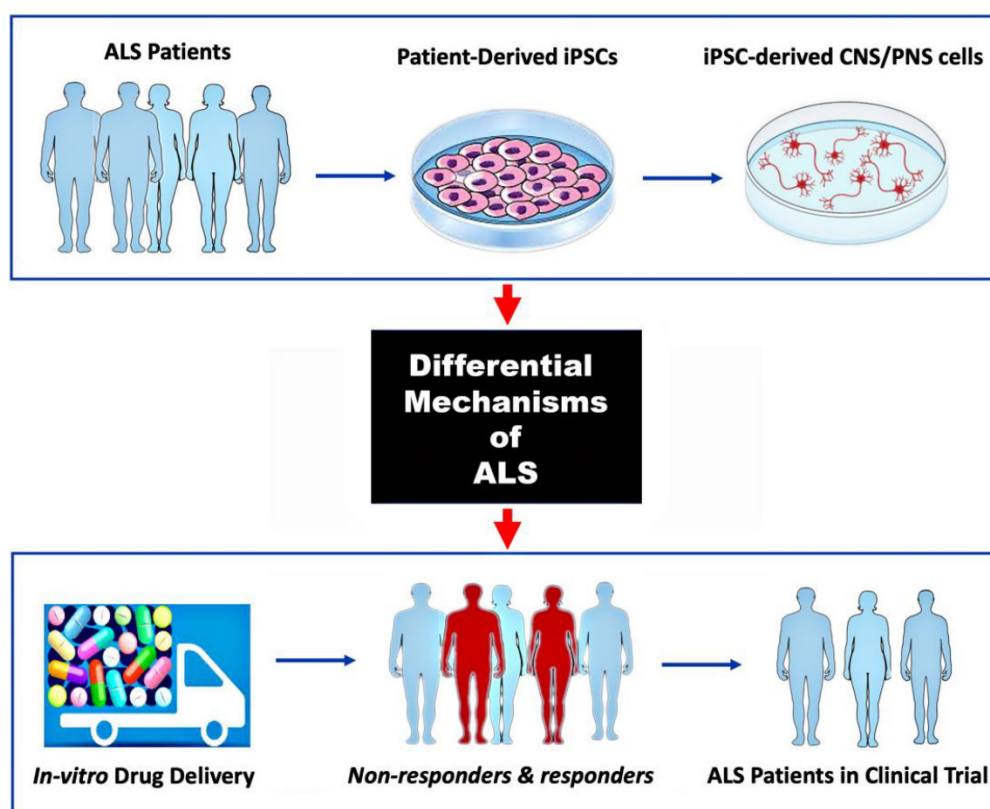 ALS Patients
Patient-Derived iPSCs
iPSC-derived CNS/PNS cells
Differential
Mechanisms
of
ALS
In-vitro Drug Delivery
Non-responders & responders
ALS Patients in Clinical Trial